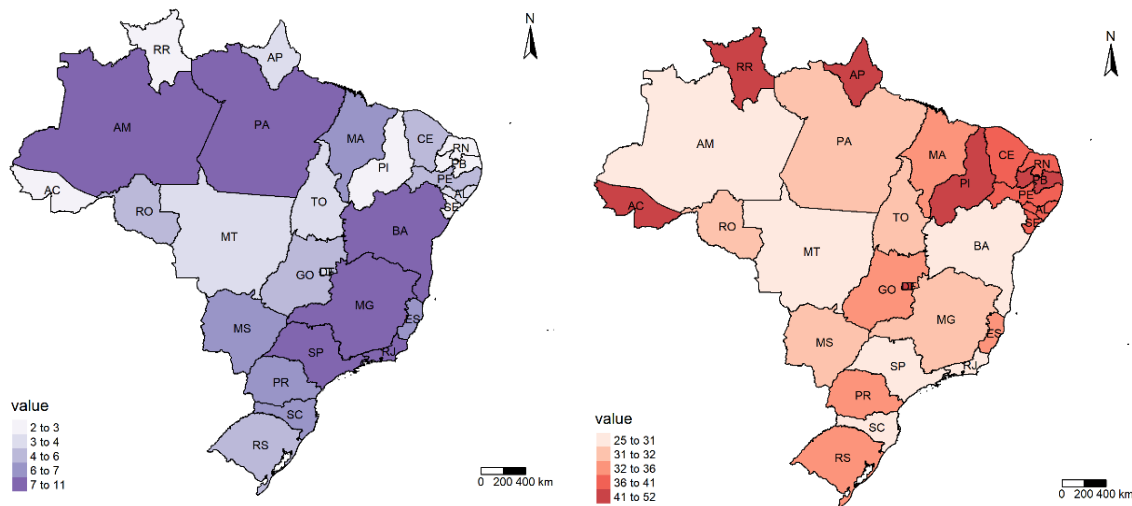 N
RR
AP
AM
PA
MA
CE
RN
PB
PI
PE
AL
SE
AC
RO
TO
BA
MT
GO
DF
MG
ES
MS
SP
RJ
PR
SC
RS
value
2 to 3
3 to 4
4 to 6
6 to 7
7 to 11
0 200 400 km
N
RR
AP
AM
PA
MA
CE
RN
PB
PI
PE
AL
SE
AC
RO
TO
BA
MT
GO
DF
MG
ES
MS
SP
RJ
PR
SC
RS
value
25 to 31
31 to 32
32 to 36
36 to 41
41 to 52
0 200 400 km